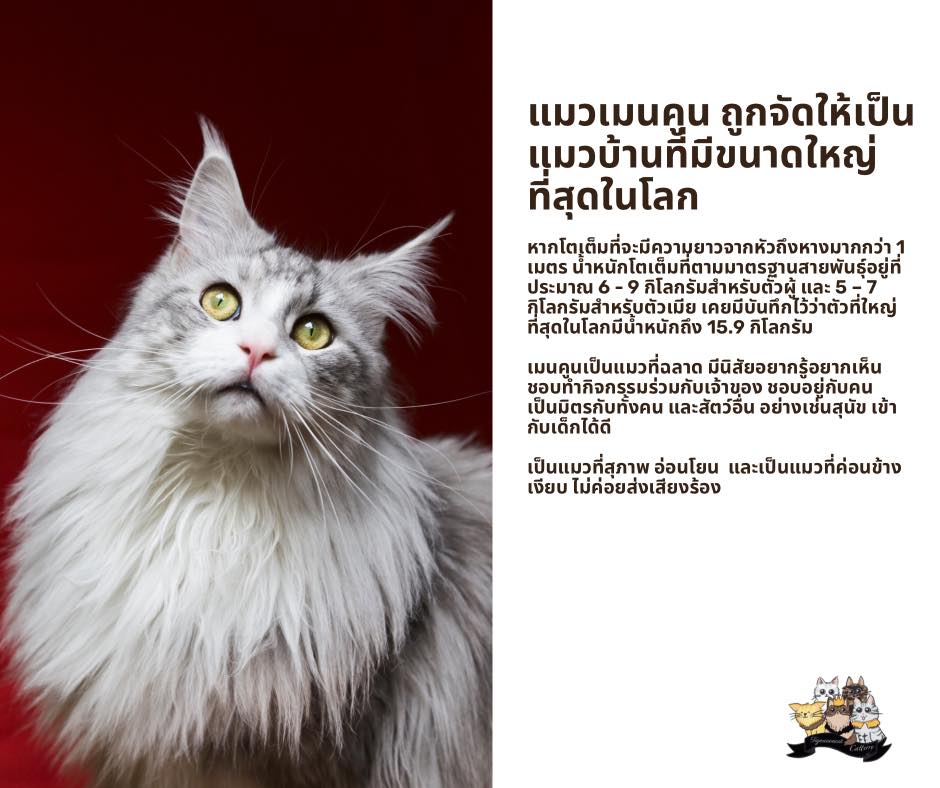 แมวเมนคูน ถูกจัดให้เป็น
แมวบ้านที่มีขนาดใหญ่
ที่สุดในโลก
หากโตเต็มที่จะมีความยาวจากหัวถึงหางมากกว่า 1
เมตร น้ำหนักโตเต็มที่ตามมาตรฐานสายพันธุ์อยู่ที่
ประมาณ 6 - 9 กิโลกรัมสำหรับตัวผู้ และ 5 – 7
กิโลกรัมสำหรับตัวเมีย เคยมีบันทึกไว้ว่าตัวที่ใหญ่
ที่สุดในโลกมีน้ำหนักถึง 15.9 กิโลกรัม
เมนคูนเป็นแมวที่ฉลาด มีนิสัยอยากรู้อยากเห็น
ชอบทำกิจกรรมร่วมกับเจ้าของ ชอบอยู่กับคน
เป็นมิตรกับทั้งคน และสัตว์อื่น อย่างเช่นสุนัข เข้า
กับเด็กได้ดี
เป็นแมวที่สุภาพ อ่อนโยน  และเป็นแมวที่ค่อนข้าง
เงียบ ไม่ค่อยส่งเสียงร้อง